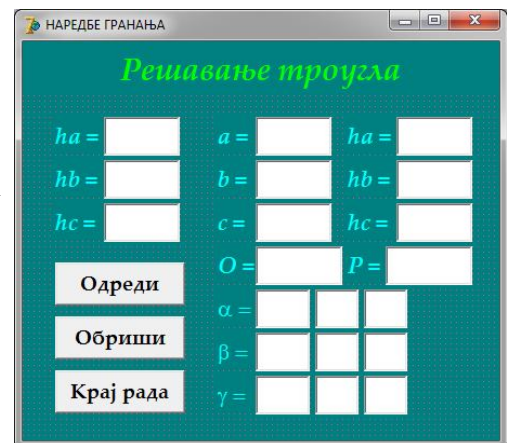 НАРЕДБЕ ГРАНАЊА
Решавање троугла
ha = a = ha =
hb = b = hb =
hc = c = hc =
O = P =
Одреди
α =
Обриши
β =
Крај рада
γ =